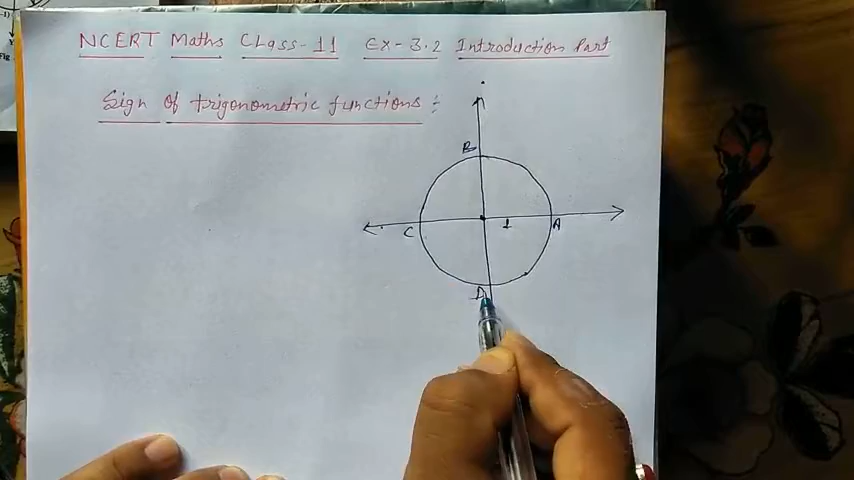 NCERT Maths Class-11 Ex-3.2 Introduction Part
Sign of trigonometric functions :-
B
C
1
A
D